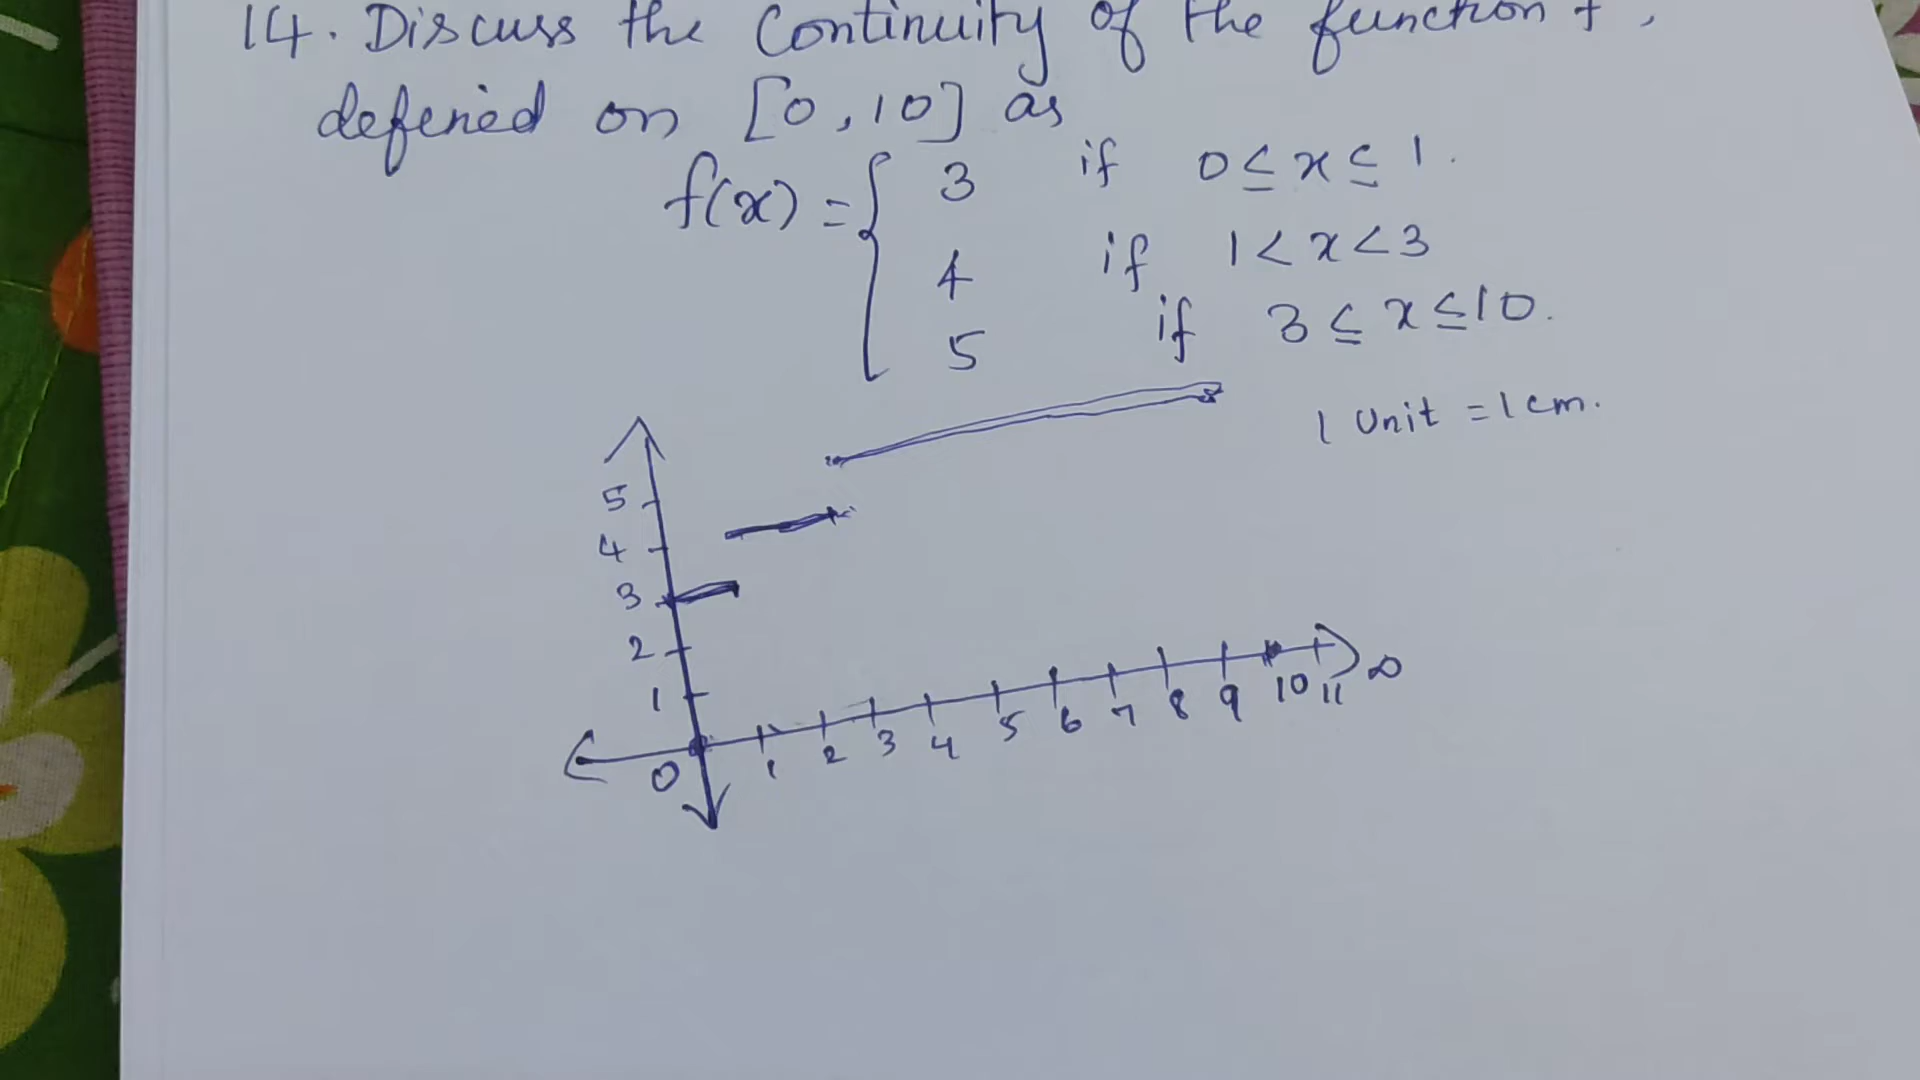 14. Discuss the Continuity of the function f,
defined on [0,10] as
f(x) = { 3 if 0 ≤ x ≤ 1.
4 if 1 < x < 3
5 if 3 ≤ x ≤ 10.
1 Unit = 1 cm.
5
4
3
2
1
0 1 2 3 4 5 6 7 8 9 10 11 ∞